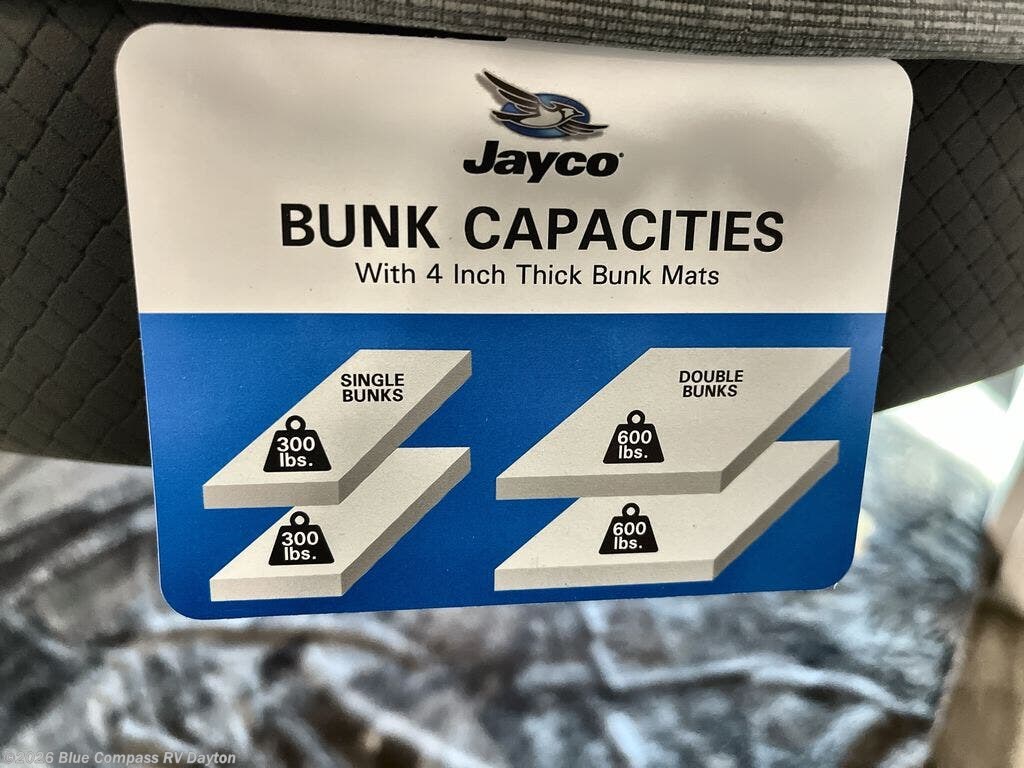 Jayco
BUNK CAPACITIES
With 4 Inch Thick Bunk Mats
SINGLE
BUNKS
300
lbs.
300
lbs.
DOUBLE
BUNKS
600
lbs.
600
lbs.
©2026 Blue Compass RV Dayton